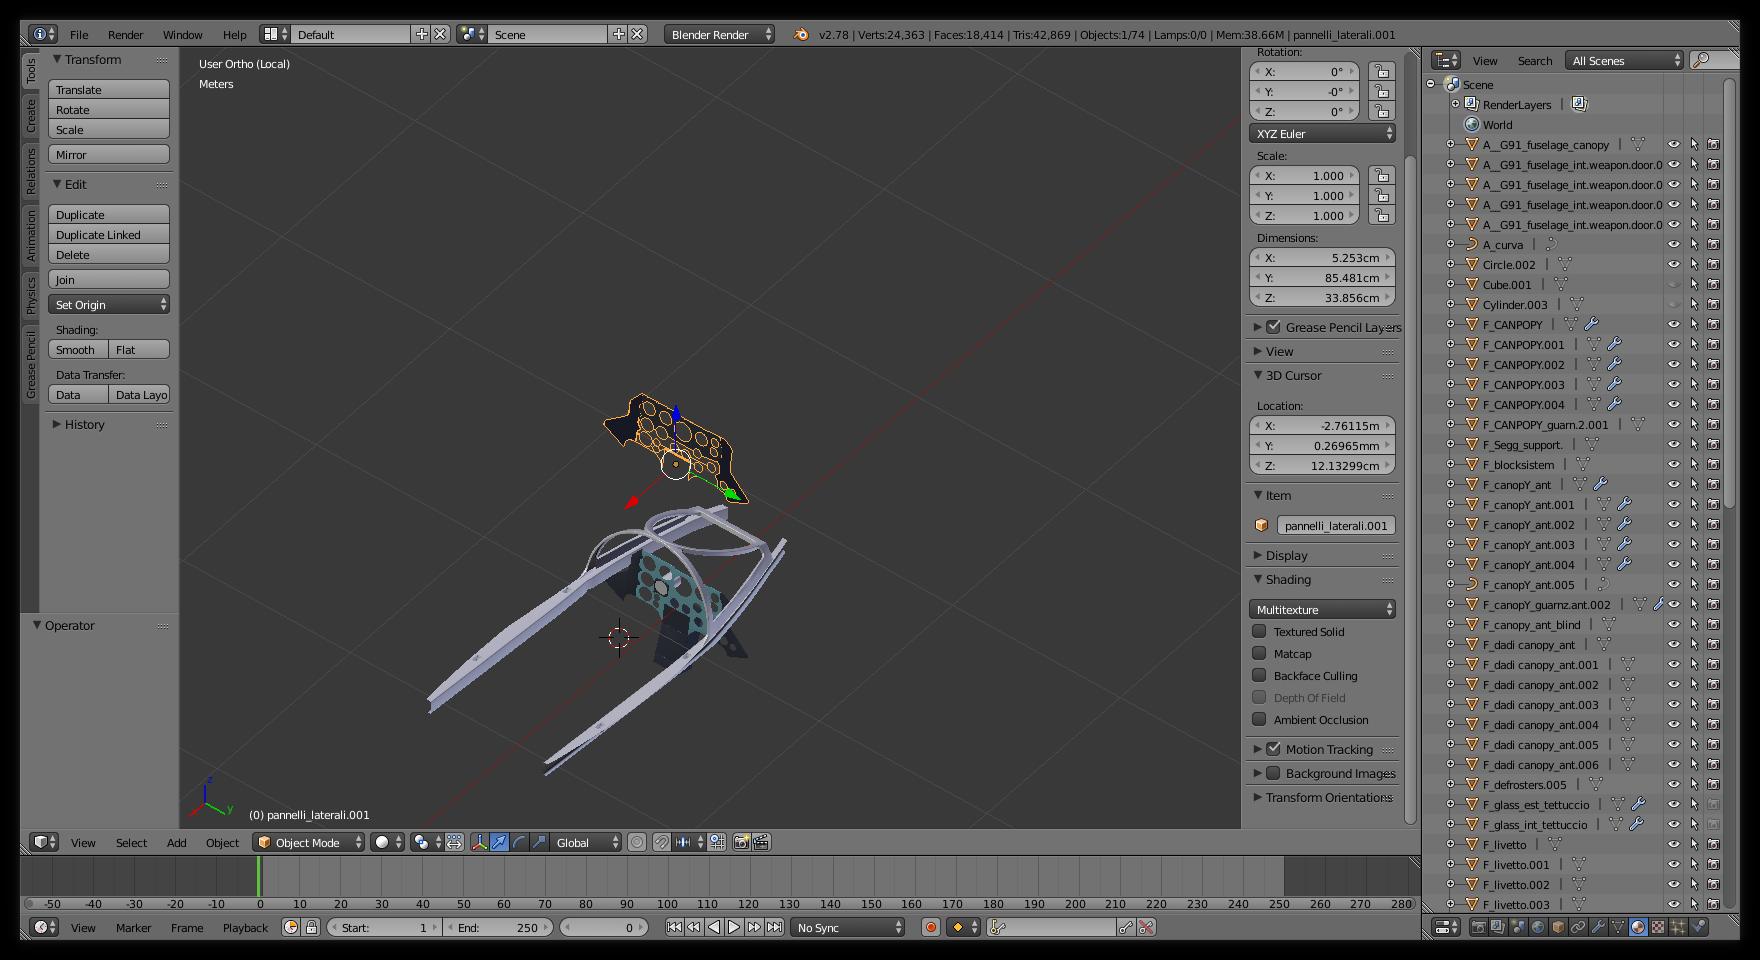 File Render Window Help Default Scene Blender Render v2.78 | Verts:24,363 | Faces:18,414 | Tris:42,869 | Objects:1/74 | Lamps:0/0 | Mem:38.66M | pannelli_laterali.001
Tools
Create
Relations
Animation
Physics
Grease Pencil
Transform
Translate
Rotate
Scale
Mirror
Edit
Duplicate
Duplicate Linked
Delete
Join
Set Origin
Shading:
Smooth Flat
Data Transfer:
Data Data Layo
History
Operator
User Ortho (Local)
Meters
z
y
(0) pannelli_laterali.001
Rotation:
X: 0°
Y: -0°
Z: 0°
XYZ Euler
Scale:
X: 1.000
Y: 1.000
Z: 1.000
Dimensions:
X: 5.253cm
Y: 85.481cm
Z: 33.856cm
Grease Pencil Layers
View
3D Cursor
Location:
X: -2.76115m
Y: 0.26965mm
Z: 12.13299cm
Item
pannelli_laterali.001
Display
Shading
Multitexture
Textured Solid
Matcap
Backface Culling
Depth Of Field
Ambient Occlusion
Motion Tracking
Background Images
Transform Orientations
View Search All Scenes
Scene
RenderLayers |
World
A__G91_fuselage_canopy |
A__G91_fuselage_int.weapon.door.0
A__G91_fuselage_int.weapon.door.0
A__G91_fuselage_int.weapon.door.0
A__G91_fuselage_int.weapon.door.0
A_curva |
Circle.002 |
Cube.001 |
Cylinder.003 |
F_CANPOPY |
F_CANPOPY.001 |
F_CANPOPY.002 |
F_CANPOPY.003 |
F_CANPOPY.004 |
F_CANPOPY_guarn.2.001 |
F_Segg_support. |
F_blocksistem |
F_canopY_ant |
F_canopY_ant.001 |
F_canopY_ant.002 |
F_canopY_ant.003 |
F_canopY_ant.004 |
F_canopY_ant.005 |
F_canopY_guarnz.ant.002 |
F_canopy_ant_blind |
F_dadi canopy_ant |
F_dadi canopy_ant.001 |
F_dadi canopy_ant.002 |
F_dadi canopy_ant.003 |
F_dadi canopy_ant.004 |
F_dadi canopy_ant.005 |
F_dadi canopy_ant.006 |
F_defrosters.005 |
F_glass_est_tettuccio |
F_glass_int_tettuccio |
F_livetto |
F_livetto.001 |
F_livetto.002 |
F_livetto.003 |
View Select Add Object Object Mode Global
-50 -40 -30 -20 -10 0 10 20 30 40 50 60 70 80 90 100 110 120 130 140 150 160 170 180 190 200 210 220 230 240 250 260 270 280
View Marker Frame Playback Start: 1 End: 250 0 No Sync